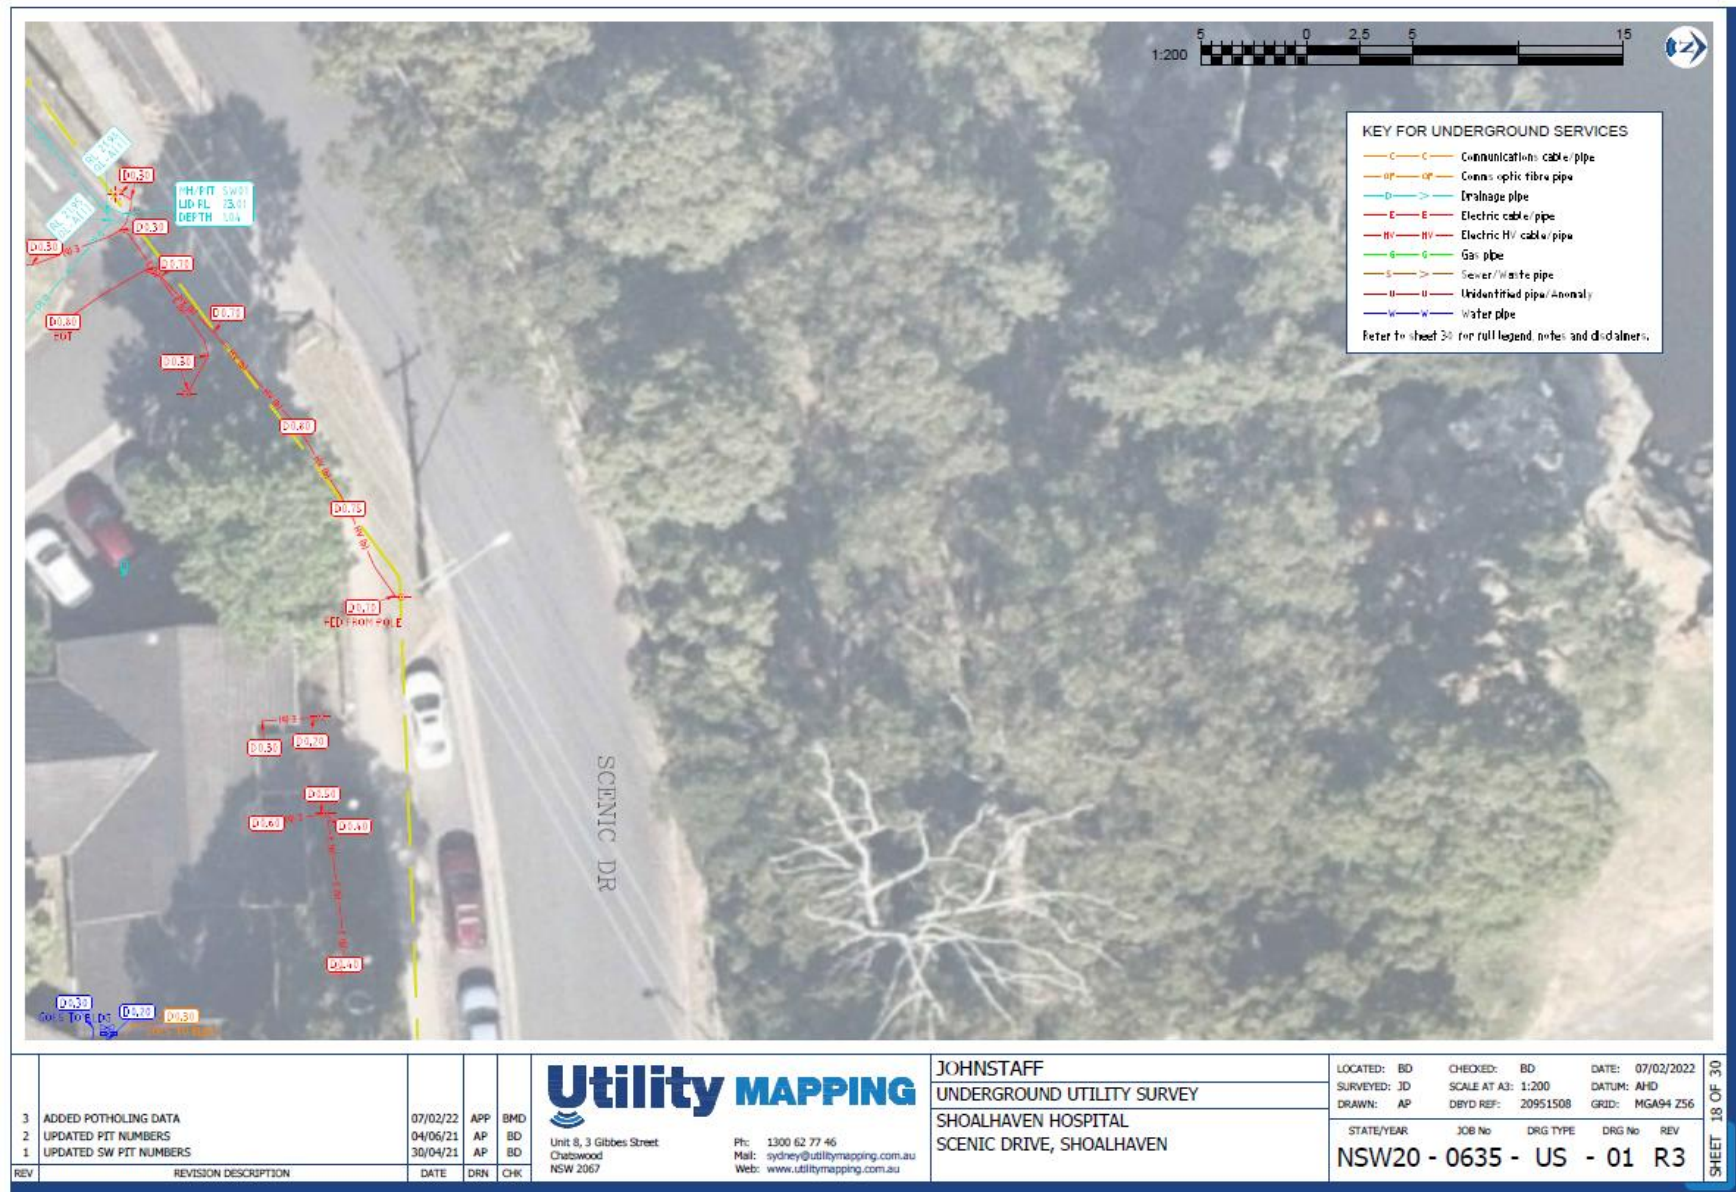 5 0 2.5 5 15
1:200
N
KEY FOR UNDERGROUND SERVICES
Communications cable/pipe
Comms optic fibre pipe
Drainage pipe
Electric cable/pipe
Electric HV cable/pipe
Gas pipe
Sewer/Waste pipe
Unidentified pipe/Anomaly
Water pipe
Refer to sheet 30 for full legend, notes and disclaimers.
D0.30
MH/PIT
LID RL
DEPTH
D0.30
D0.30
D0.70
D0.80
D0.70
D0.80
D0.75
D0.70
FED FROM POLE
D0.30
D0.20
D0.50
D0.60
D0.40
D0.40
SCENIC DR
D0.30
GOES TO BLDG
D0.20
D0.30
3 ADDED POTHOLING DATA 07/02/22 APP BMD
2 UPDATED PIT NUMBERS 04/06/21 AP BD
1 UPDATED SW PIT NUMBERS 30/04/21 AP BD
REV REVISION DESCRIPTION DATE DRN CHK
Utility MAPPING
Unit 8, 3 Gibbes Street
Chatswood
NSW 2067
Ph: 1300 62 77 46
Mail: sydney@utilitymapping.com.au
Web: www.utilitymapping.com.au
JOHNSTAFF
UNDERGROUND UTILITY SURVEY
SHOALHAVEN HOSPITAL
SCENIC DRIVE, SHOALHAVEN
LOCATED: BD CHECKED: BD DATE: 07/02/2022
SURVEYED: JD SCALE AT A3: 1:200 DATUM: AHD
DRAWN: AP DBYD REF: 20951508 GRID: MGA94 Z56
STATE/YEAR JOB No DRG TYPE DRG No REV
NSW20 - 0635 - US - 01 R3
SHEET 18 OF 30